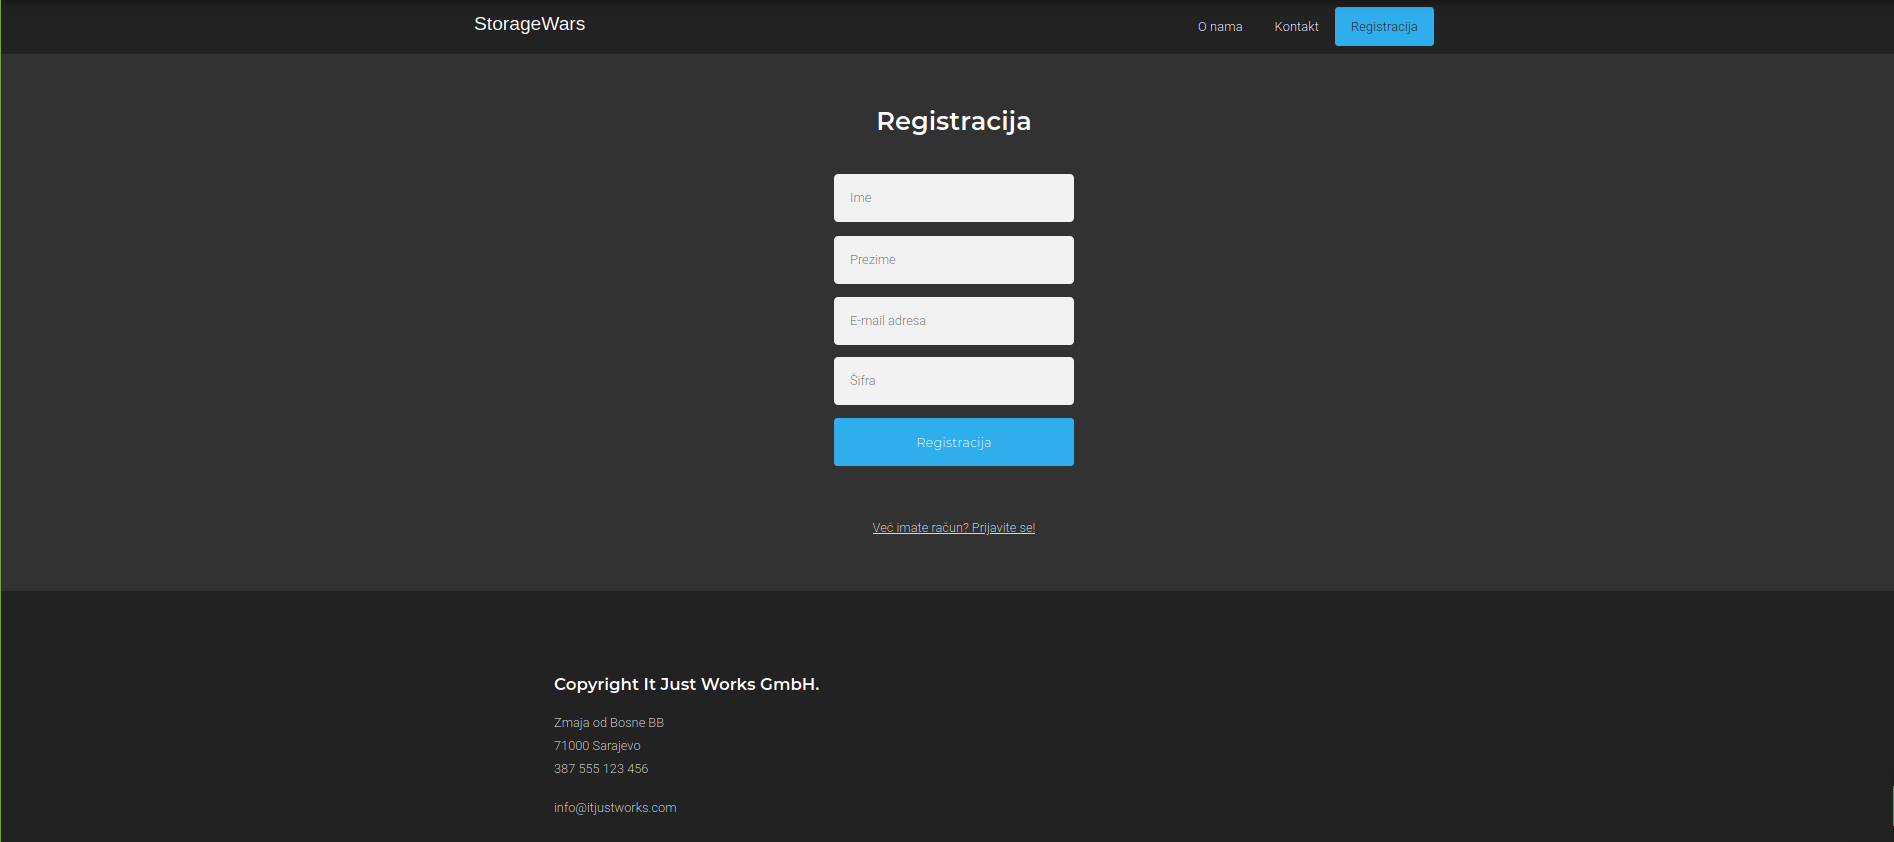 StorageWars
O nama
Kontakt
Registracija
Registracija
Ime
Prezime
E-mail adresa
Šifra
Registracija
Već imate račun? Prijavite se!
Copyright It Just Works GmbH.
Zmaja od Bosne BB
71000 Sarajevo
387 555 123 456
info@itjustworks.com